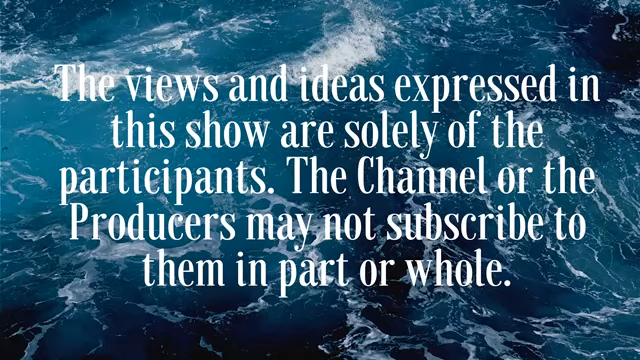 The views and ideas expressed in
this show are solely of the
participants. The Channel or the
Producers may not subscribe to
them in part or whole.